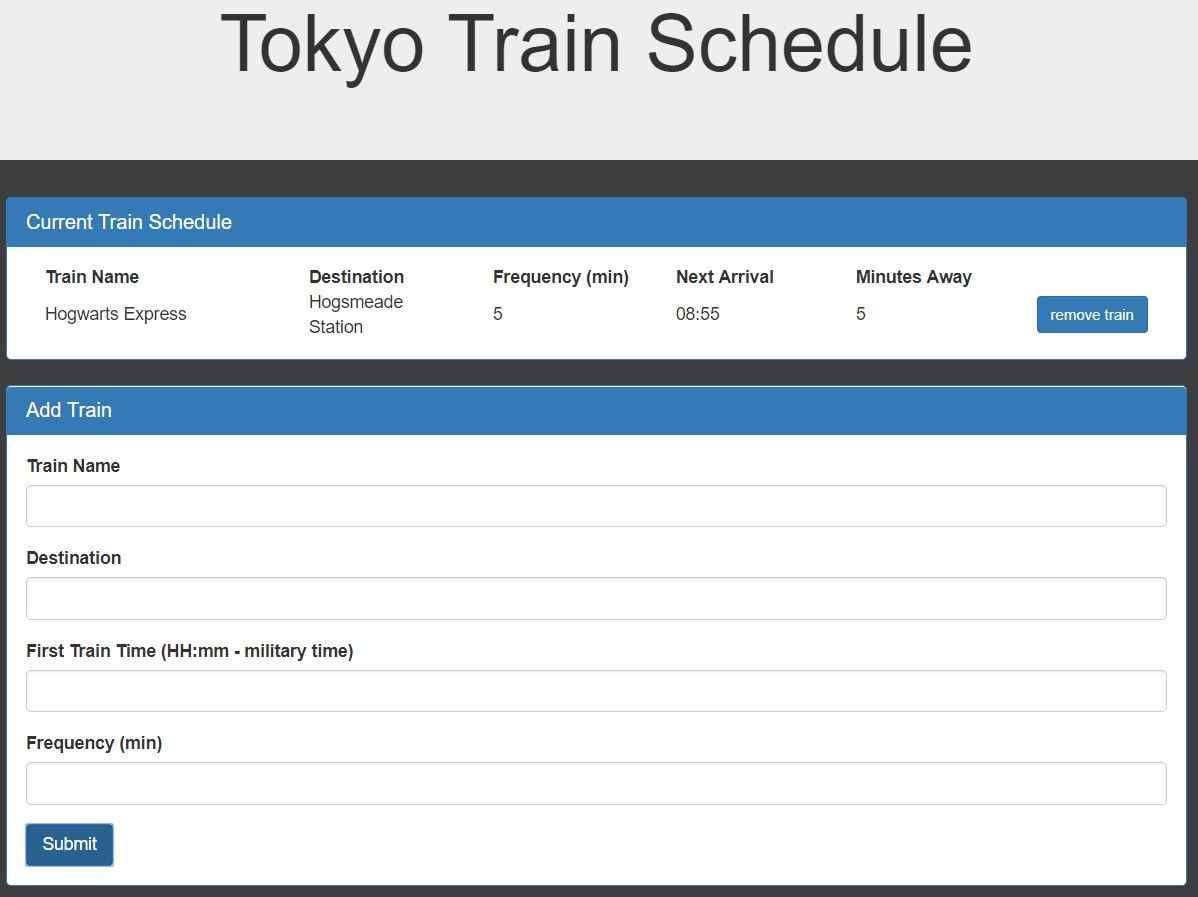 Tokyo Train Schedule
Current Train Schedule
Train Name Destination Frequency (min) Next Arrival Minutes Away
Hogwarts Express Hogsmeade Station 5 08:55 5 remove train
Add Train
Train Name
Destination
First Train Time (HH:mm - military time)
Frequency (min)
Submit